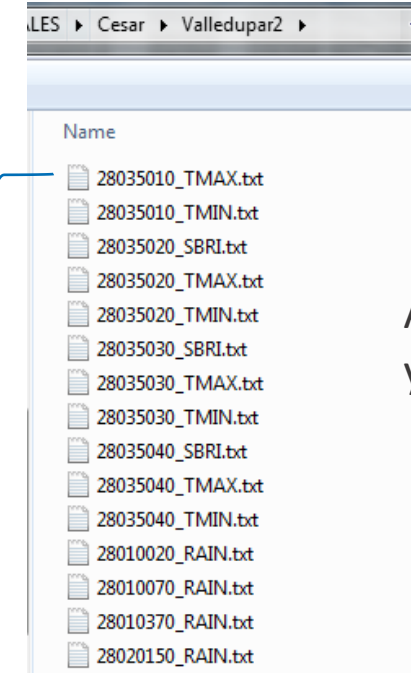 LES ▸ Cesar ▸ Valledupar2 ▸
Name
28035010_TMAX.txt
28035010_TMIN.txt
28035020_SBRI.txt
28035020_TMAX.txt
28035020_TMIN.txt
28035030_SBRI.txt
28035030_TMAX.txt
28035030_TMIN.txt
28035040_SBRI.txt
28035040_TMAX.txt
28035040_TMIN.txt
28010020_RAIN.txt
28010070_RAIN.txt
28010370_RAIN.txt
28020150_RAIN.txt